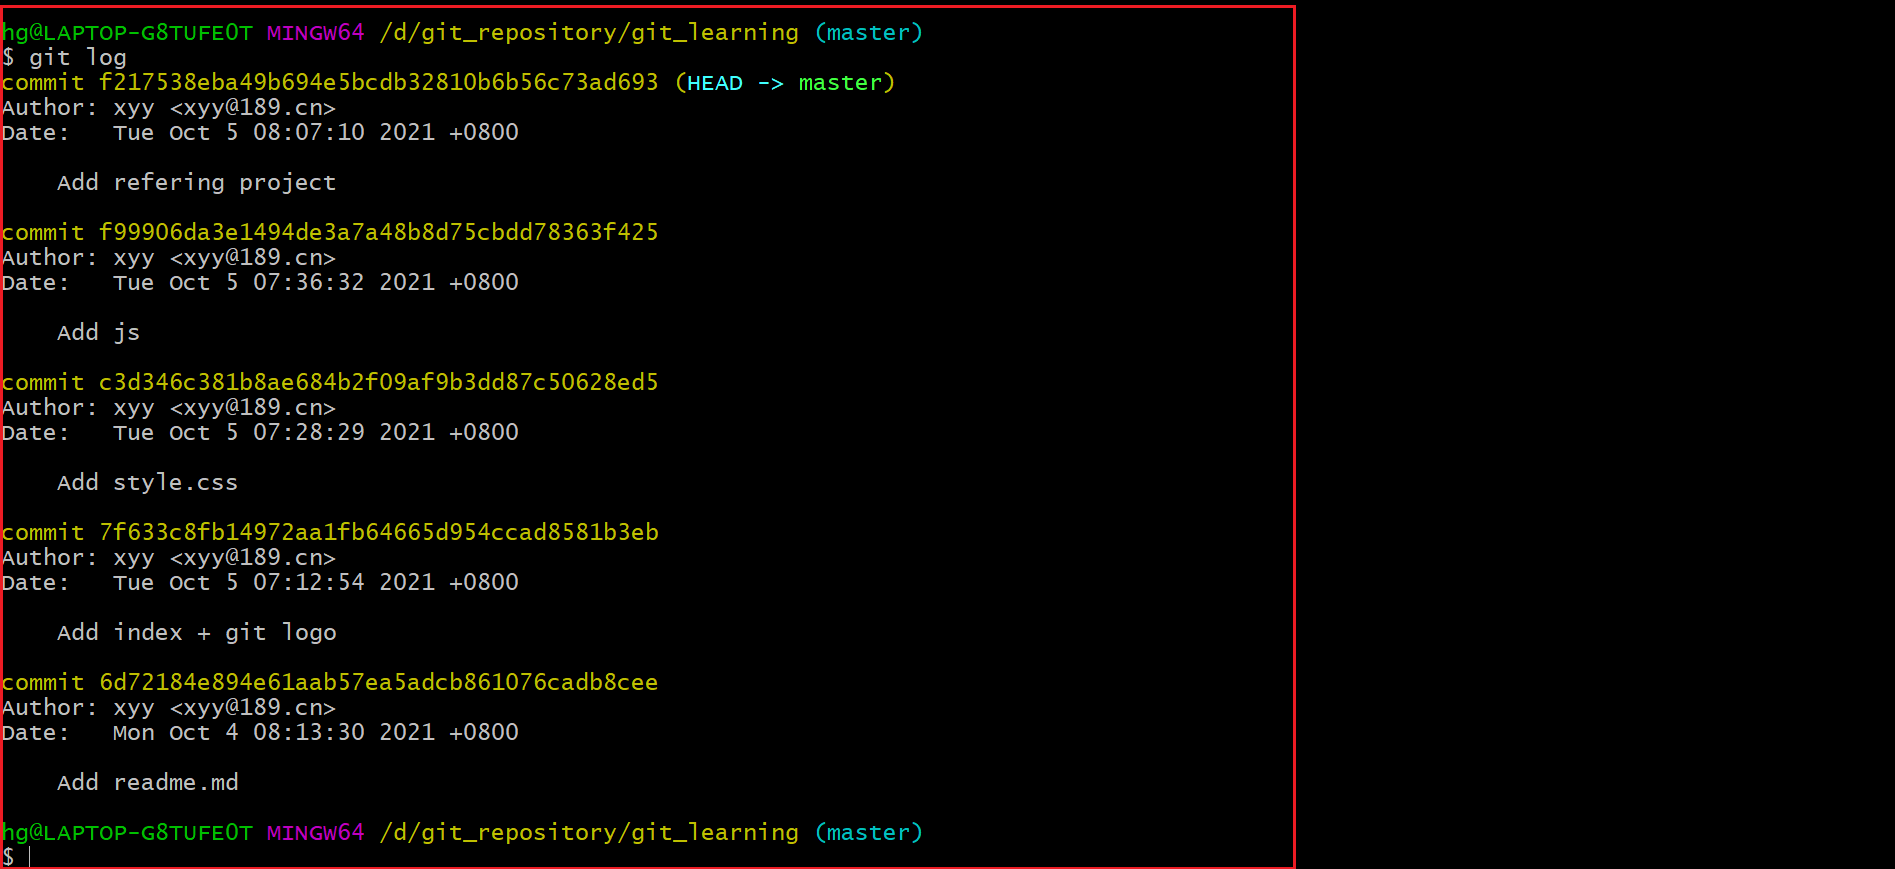 hg@LAPTOP-G8TUFE0T MINGW64 /d/git_repository/git_learning (master)
$ git log
commit f217538eba49b694e5bcdb32810b6b56c73ad693 (HEAD -> master)
Author: xyy <xyy@189.cn>
Date:   Tue Oct 5 08:07:10 2021 +0800

    Add refering project

commit f99906da3e1494de3a7a48b8d75cbdd78363f425
Author: xyy <xyy@189.cn>
Date:   Tue Oct 5 07:36:32 2021 +0800

    Add js

commit c3d346c381b8ae684b2f09af9b3dd87c50628ed5
Author: xyy <xyy@189.cn>
Date:   Tue Oct 5 07:28:29 2021 +0800

    Add style.css

commit 7f633c8fb14972aa1fb64665d954ccad8581b3eb
Author: xyy <xyy@189.cn>
Date:   Tue Oct 5 07:12:54 2021 +0800

    Add index + git logo

commit 6d72184e894e61aab57ea5adcb861076cadb8cee
Author: xyy <xyy@189.cn>
Date:   Mon Oct 4 08:13:30 2021 +0800

    Add readme.md

hg@LAPTOP-G8TUFE0T MINGW64 /d/git_repository/git_learning (master)
$